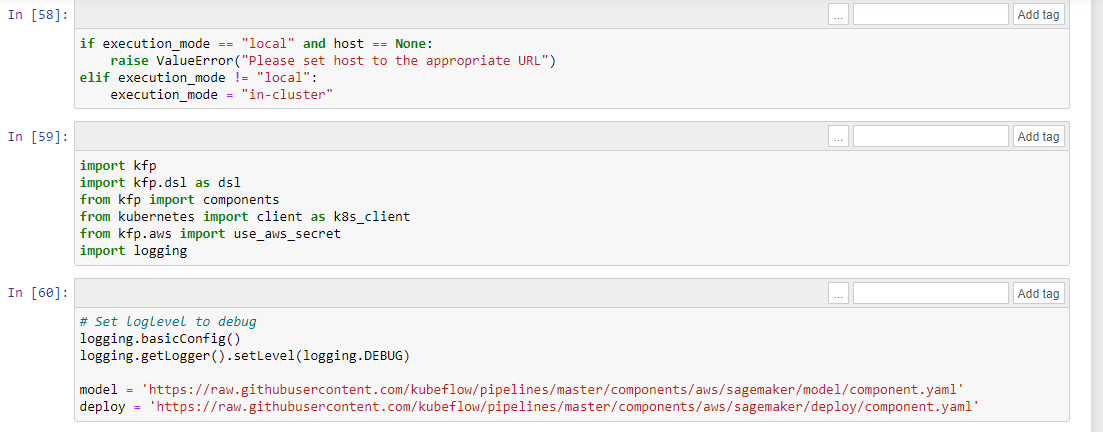 In [58]:
... Add tag
if execution_mode == "local" and host == None:
    raise ValueError("Please set host to the appropriate URL")
elif execution_mode != "local":
    execution_mode = "in-cluster"
In [59]:
... Add tag
import kfp
import kfp.dsl as dsl
from kfp import components
from kubernetes import client as k8s_client
from kfp.aws import use_aws_secret
import logging
In [60]:
... Add tag
# Set loglevel to debug
logging.basicConfig()
logging.getLogger().setLevel(logging.DEBUG)
model = 'https://raw.githubusercontent.com/kubeflow/pipelines/master/components/aws/sagemaker/model/component.yaml'
deploy = 'https://raw.githubusercontent.com/kubeflow/pipelines/master/components/aws/sagemaker/deploy/component.yaml'